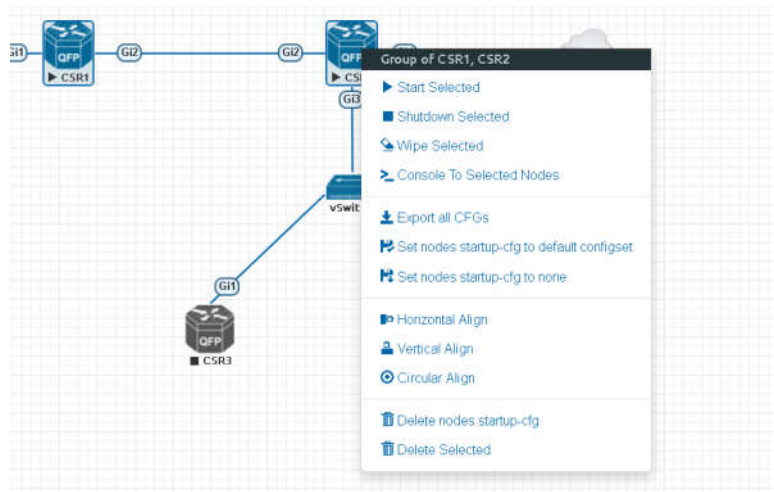 Gi1
Gi2
Gi2
QFP
QFP
CSR1
Gi3
Group of CSR1, CSR2
Start Selected
Shutdown Selected
Wipe Selected
Console To Selected Nodes
Export all CFGs
Set nodes startup-cfg to default configset
Set nodes startup-cfg to none
Horizontal Align
Vertical Align
Circular Align
Delete nodes startup-cfg
Delete Selected
vSwit
Gi1
QFP
CSR3